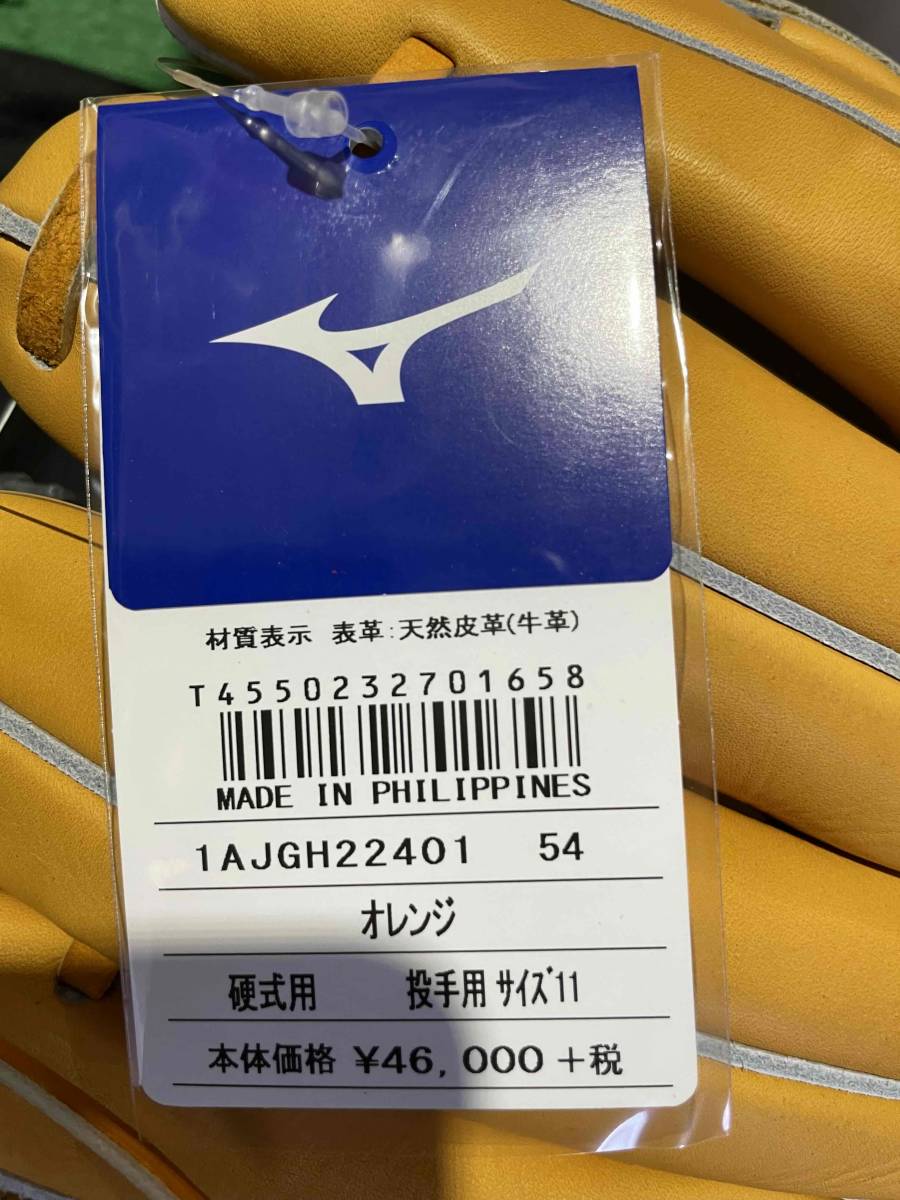 材質表示 表革:天然皮革(牛革)
T4550232701658
MADE IN PHILIPPINES
1AJGH22401 54
オレンジ
硬式用 投手用 サイズ11
本体価格 ¥46,000+税